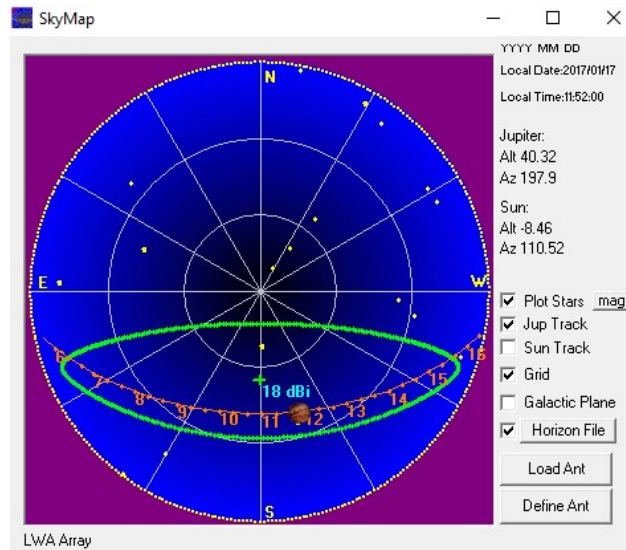 SkyMap
YYYY MM DD
Local Date:2017/01/17
Local Time:11:52:00
Jupiter:
Alt 40.32
Az 197.9
Sun:
Alt -8.46
Az 110.52
Plot Stars mag
Jup Track
Sun Track
Grid
Galactic Plane
Horizon File
Load Ant
Define Ant
N
E
W
18 dBi
6 7 8 9 10 11 12 13 14 15 16
S
LWA Array